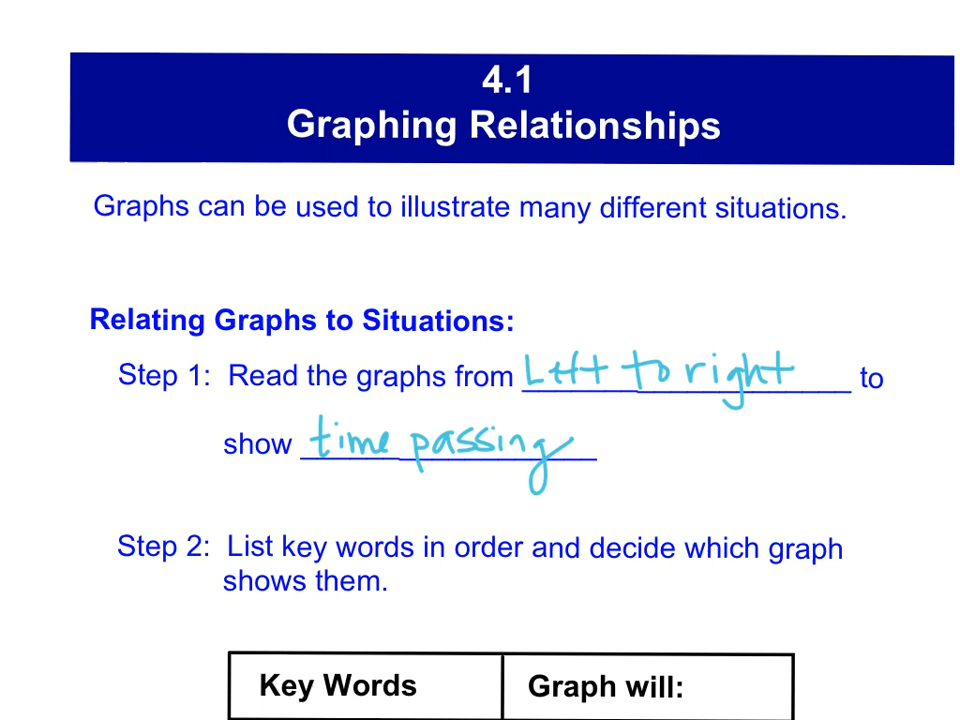 4.1
Graphing Relationships
Graphs can be used to illustrate many different situations.
Relating Graphs to Situations:
Step 1: Read the graphs from Left to right to
show time passing
Step 2: List key words in order and decide which graph
shows them.
Key Words Graph will: